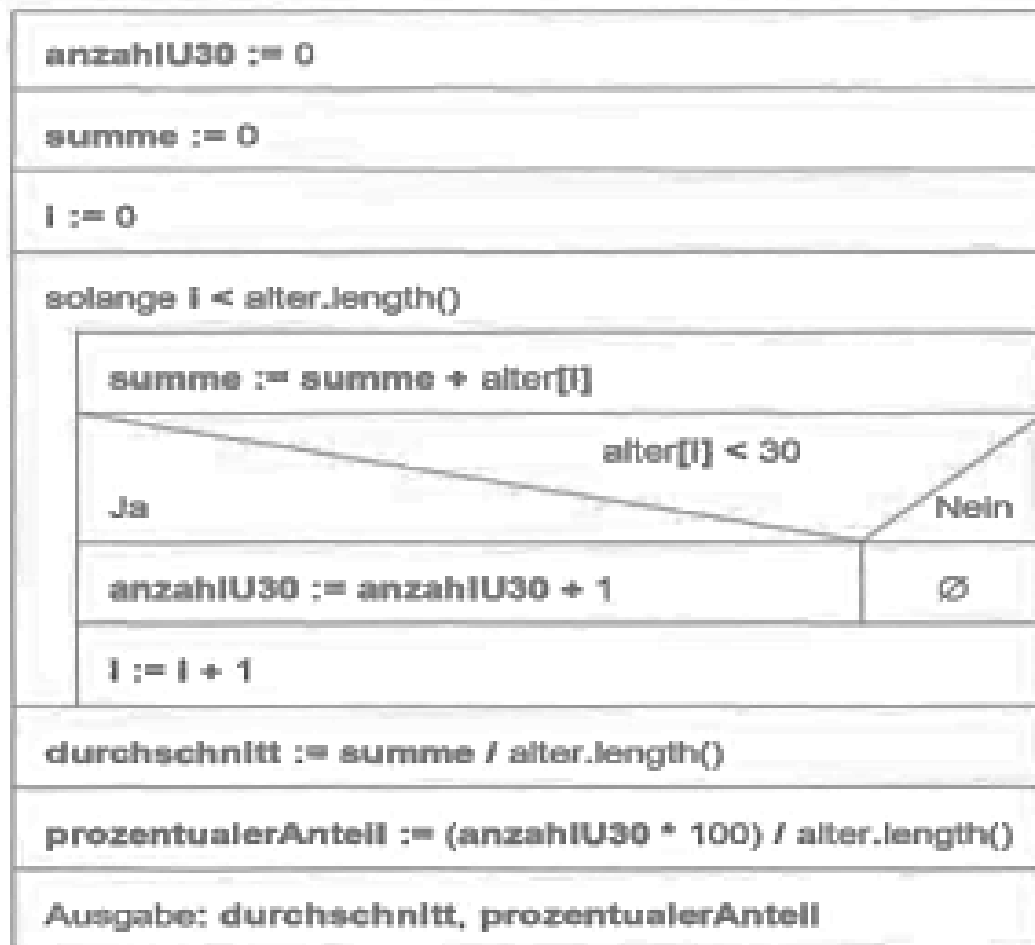 anzahlU30 := 0
summe := 0
i := 0
solange i < alter.length()
summe := summe + alter[i]
alter[i] < 30
Ja
Nein
anzahlU30 := anzahlU30 + 1
Ø
i := i + 1
durchschnitt := summe / alter.length()
prozentualerAnteil := (anzahlU30 * 100) / alter.length()
Ausgabe: durchschnitt, prozentualerAnteil